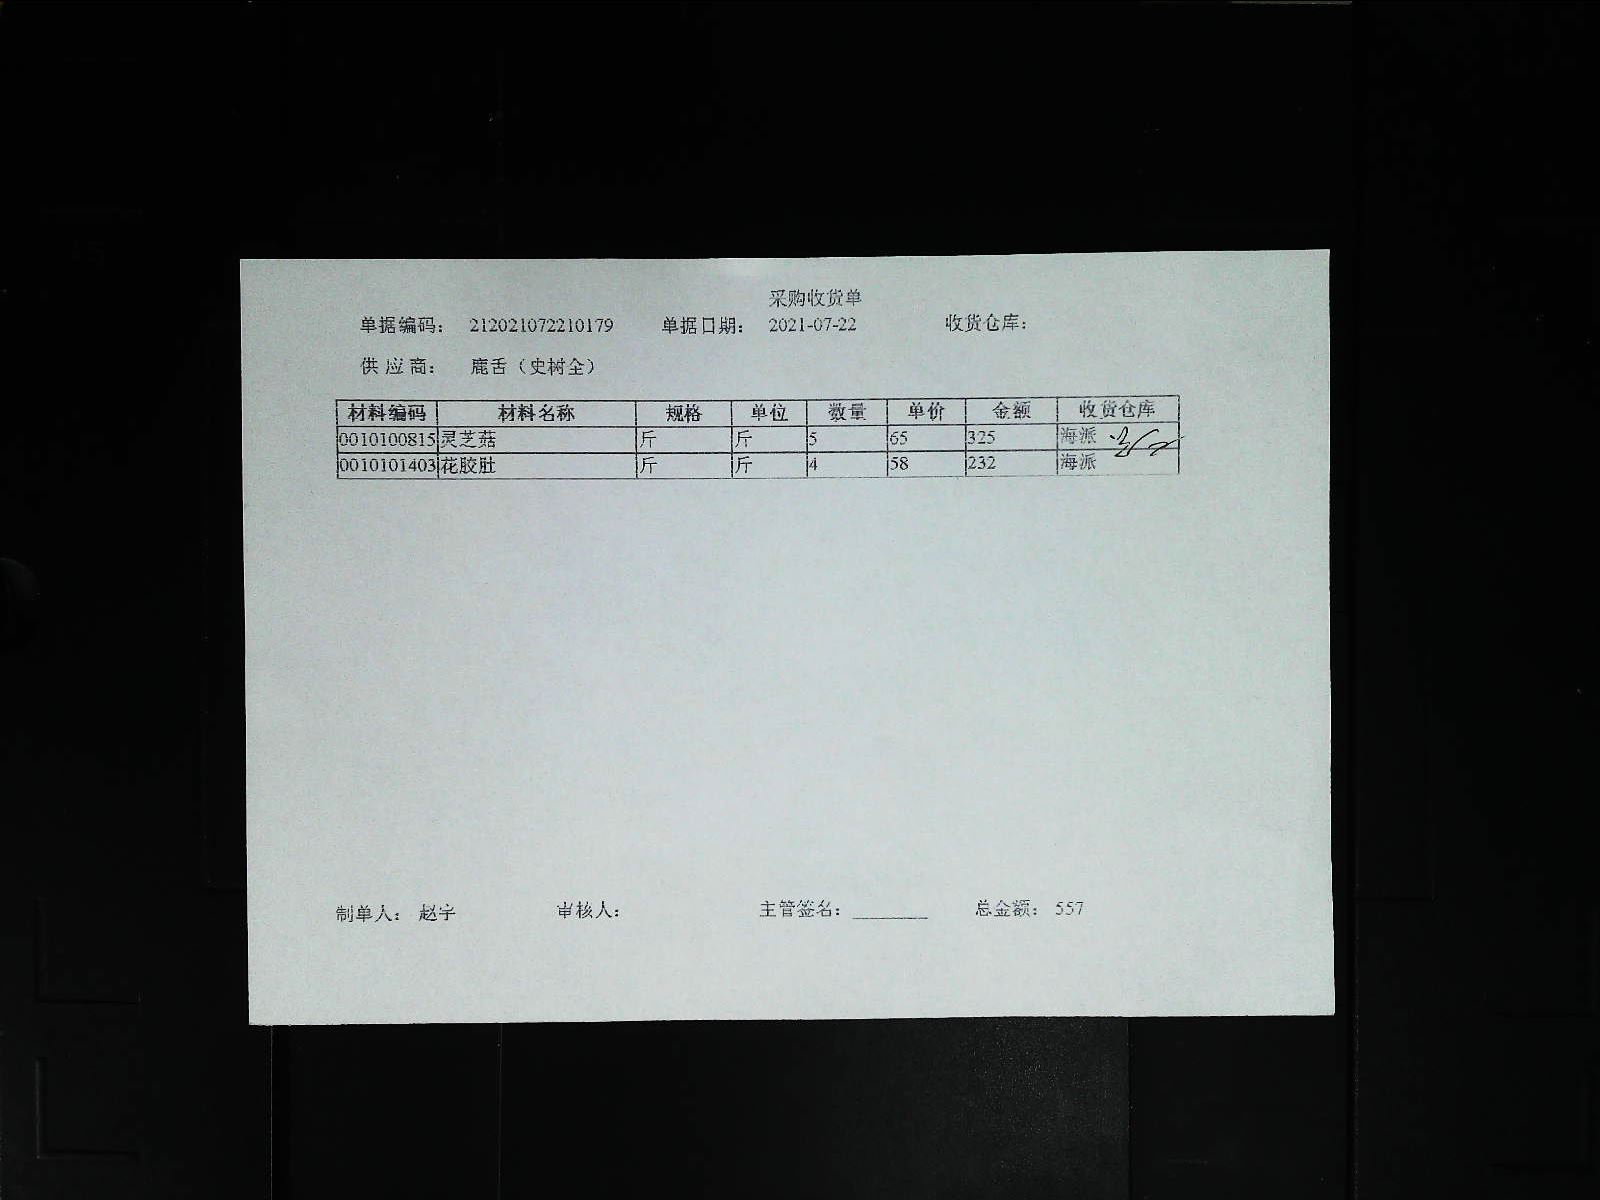 采购收货单
单据编码： 212021072210179 单据日期： 2021-07-22 收货仓库：
供 应 商： 鹿舌（史树全）
材料编码 材料名称 规格 单位 数量 单价 金额 收货仓库
0010100815 灵芝菇 斤 斤 5 65 325 海派
0010101403 花胶肚 斤 斤 4 58 232 海派
制单人： 赵宇 审核人： 主管签名： ________ 总金额： 557